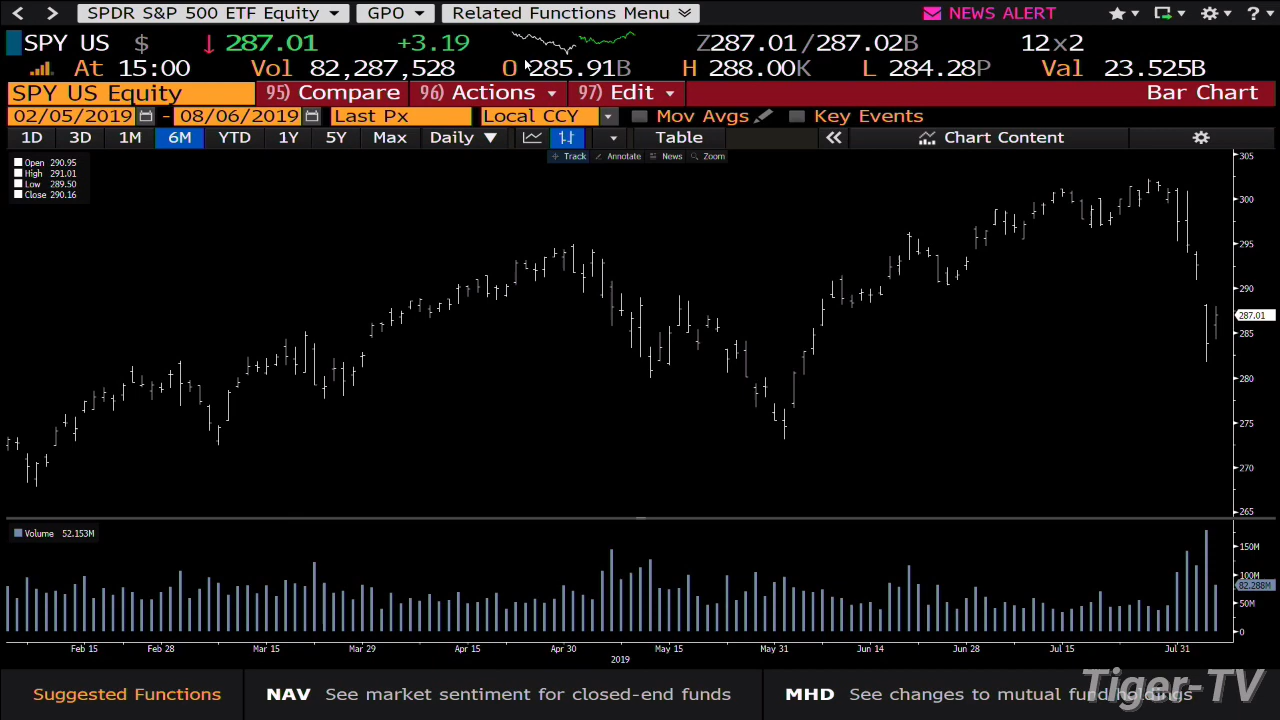 SPDR S&P 500 ETF Equity GPO Related Functions Menu NEWS ALERT ?
SPY US $ ↓ 287.01 +3.19 Z287.01/287.02B 12x2
At 15:00 Vol 82,287,528 O 285.91B H 288.00K L 284.28P Val 23.525B
SPY US Equity 95) Compare 96) Actions 97) Edit Bar Chart
02/05/2019 - 08/06/2019 Last Px Local CCY Mov Avgs Key Events
1D 3D 1M 6M YTD 1Y 5Y Max Daily ▼ Table « Chart Content
Track Annotate News Zoom
Open 290.95
High 291.01
Low 289.50
Close 290.16
305
300
295
290
287.01
285
280
275
270
265
Volume 52.153M
150M
100M
82.288M
50M
0
Feb 15 Feb 28 Mar 15 Mar 29 Apr 15 Apr 30 May 15 May 31 Jun 14 Jun 28 Jul 15 Jul 31
2019
Suggested Functions NAV See market sentiment for closed-end funds MHD See changes to mutual fund holdings
Tiger-TV